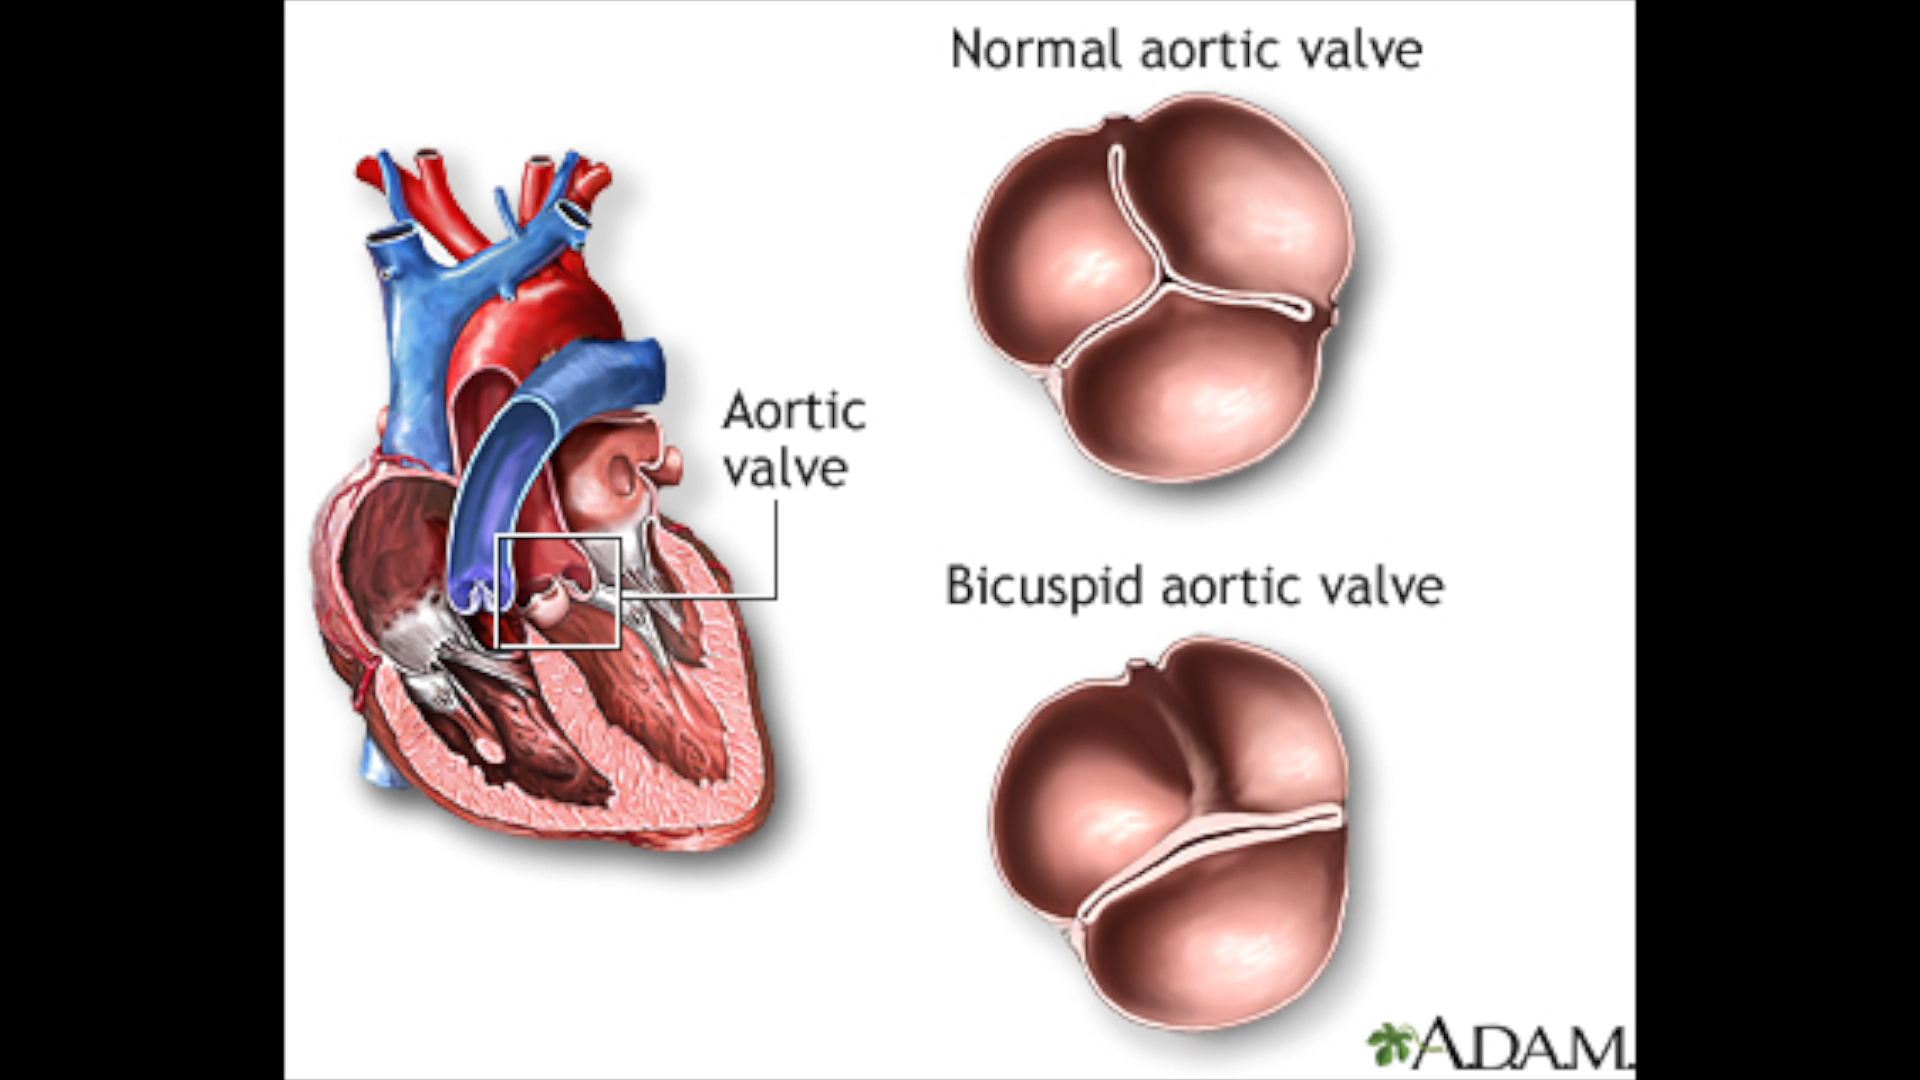 Normal aortic valve
Aortic
valve
Bicuspid aortic valve
A.D.A.M.